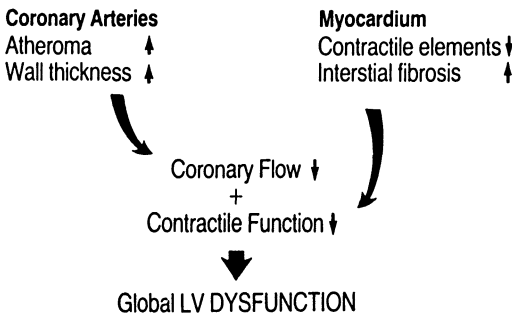 Coronary Arteries
Atheroma ↑
Wall thickness ↑
Myocardium
Contractile elements ↓
Interstial fibrosis ↑
Coronary Flow ↓
+
Contractile Function ↓
Global LV DYSFUNCTION